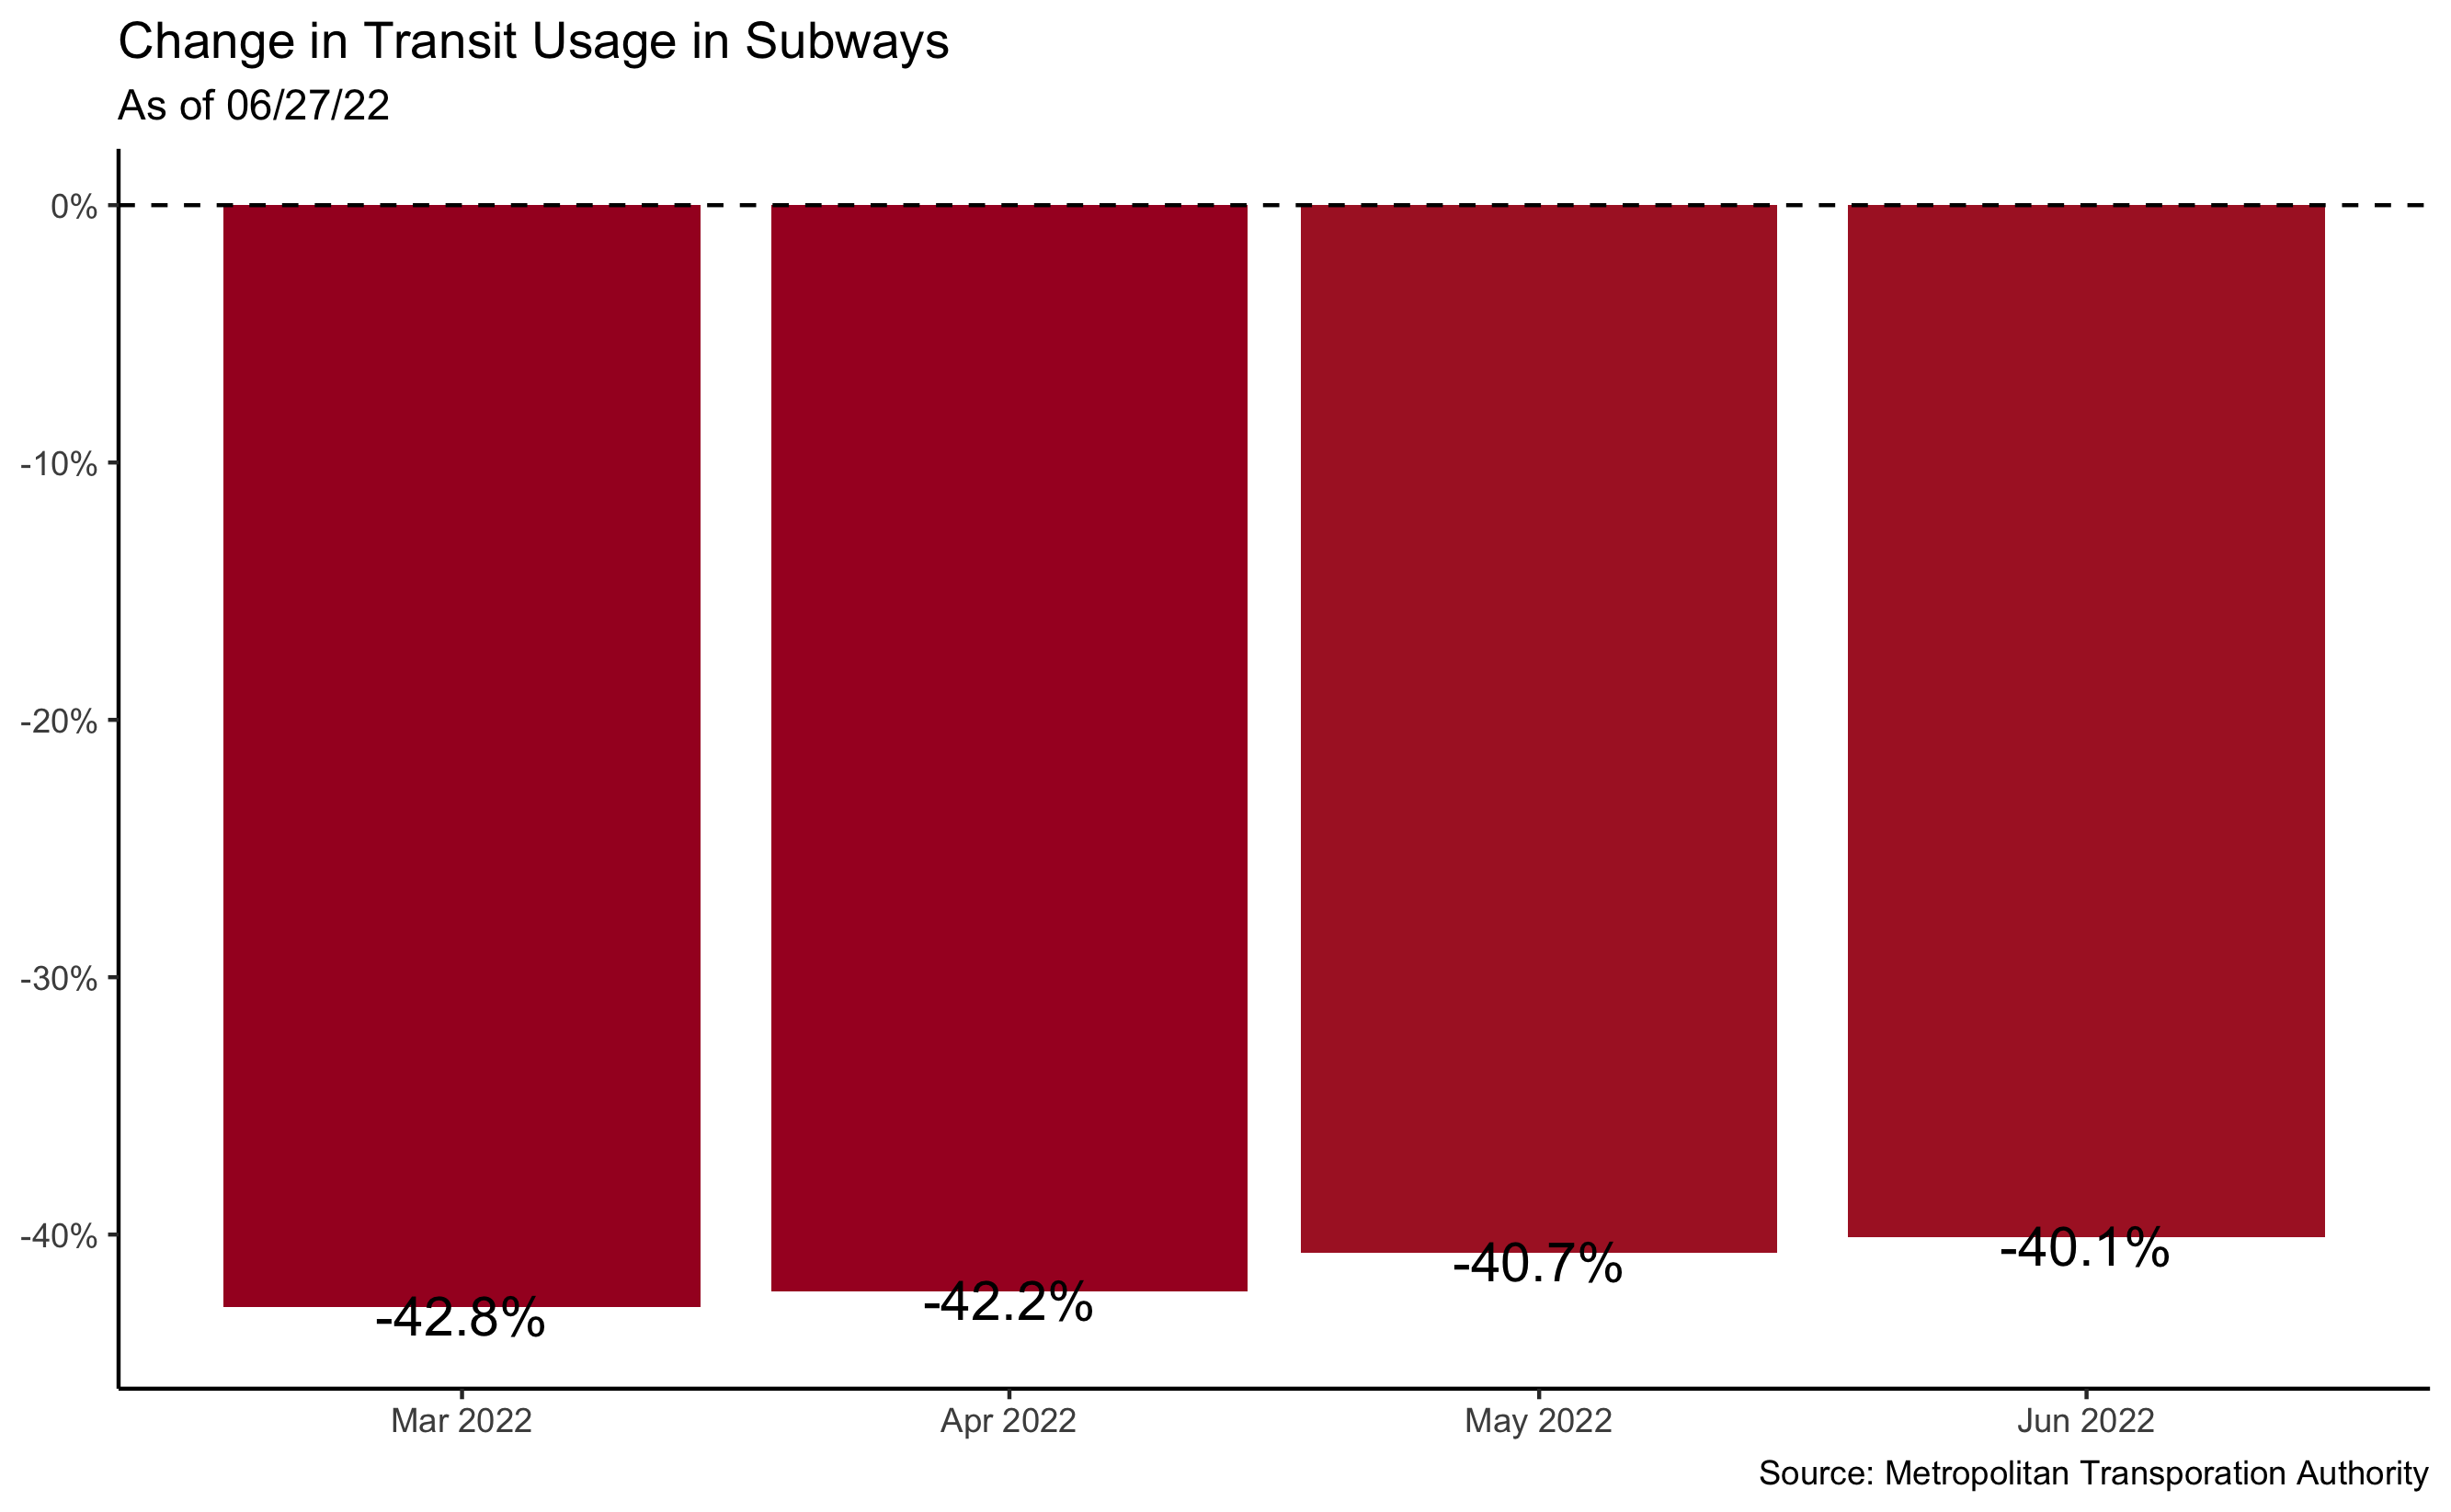 Change in Transit Usage in Subways
As of 06/27/22
0%
-10%
-20%
-30%
-40%
-42.8%
-42.2%
-40.7%
-40.1%
Mar 2022
Apr 2022
May 2022
Jun 2022
Source: Metropolitan Transporation Authority